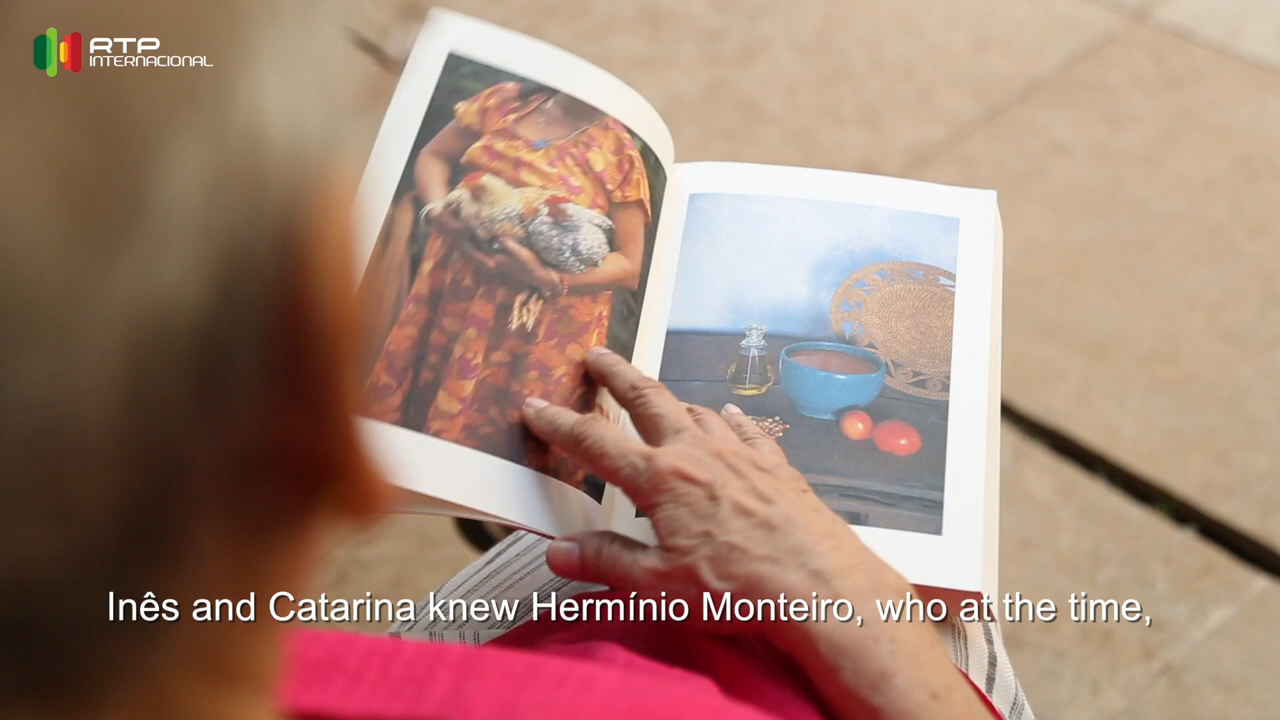 RTP
INTERNACIONAL
Inês and Catarina knew Hermínio Monteiro, who at the time,